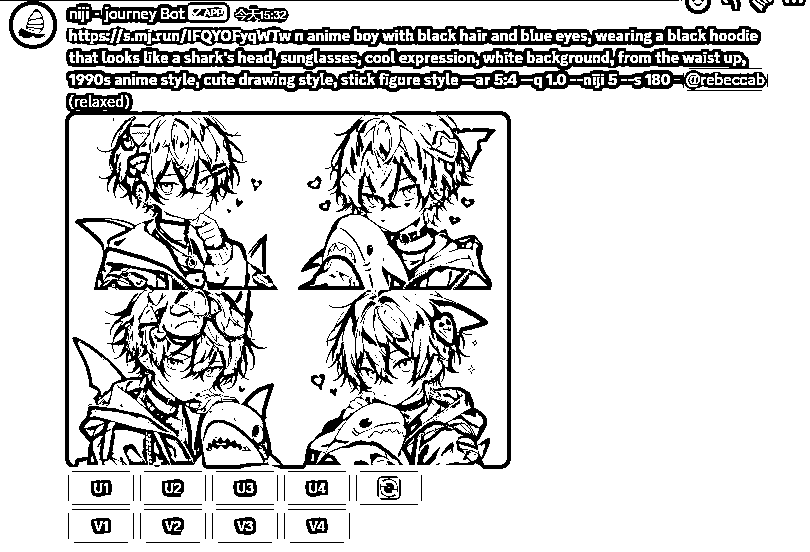 niji - journey Bot ✓ APP 今天15:32
https://s.mj.run/IFQYOFyqWTw n anime boy with black hair and blue eyes, wearing a black hoodie
that looks like a shark's head, sunglasses, cool expression, white background, from the waist up,
1990s anime style, cute drawing style, stick figure style --ar 5:4 --q 1.0 --niji 5 --s 180 - @rebeccab
(relaxed)
U1 U2 U3 U4
V1 V2 V3 V4